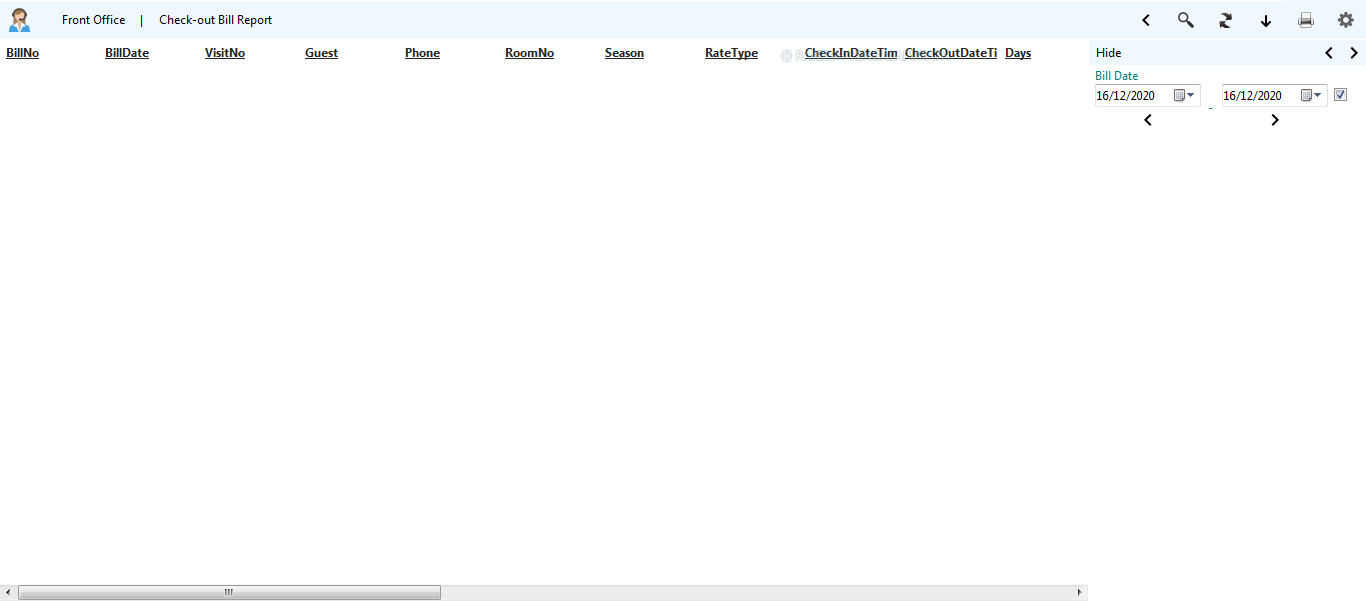 Front Office | Check-out Bill Report
BillNo BillDate VisitNo Guest Phone RoomNo Season RateType CheckInDateTim CheckOutDateTi Days
Hide
Bill Date
16/12/2020 - 16/12/2020